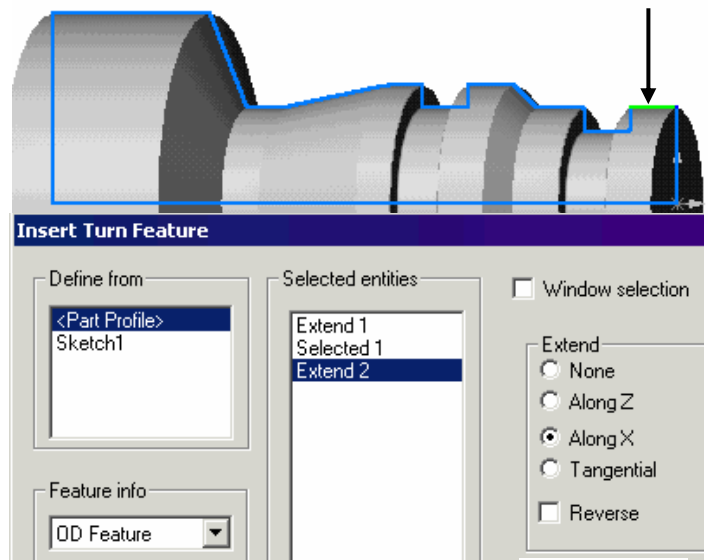 Insert Turn Feature
Define from
<Part Profile>
Sketch1
Feature info
OD Feature
Selected entities
Extend 1
Selected 1
Extend 2
Window selection
Extend
None
Along Z
Along X
Tangential
Reverse